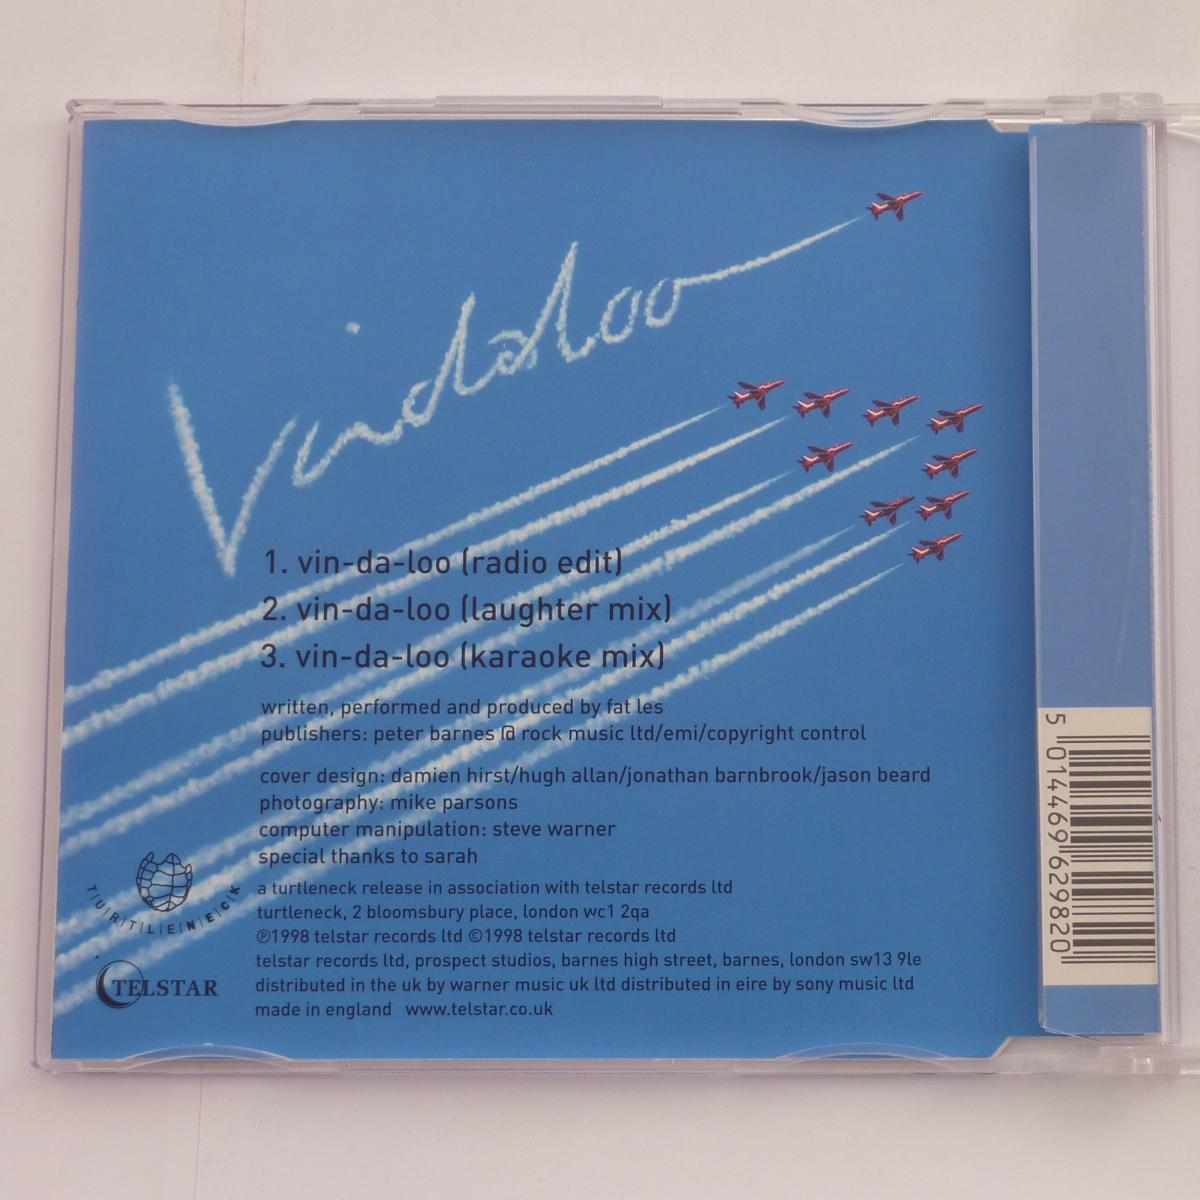 Vindaloo
1. vin-da-loo (radio edit)
2. vin-da-loo (laughter mix)
3. vin-da-loo (karaoke mix)
written, performed and produced by fat les
publishers: peter barnes @ rock music ltd/emi/copyright control
cover design: damien hirst/hugh allan/jonathan barnbrook/jason beard
photography: mike parsons
computer manipulation: steve warner
special thanks to sarah
a turtleneck release in association with telstar records ltd
turtleneck, 2 bloomsbury place, london wc1 2qa
℗1998 telstar records ltd ©1998 telstar records ltd
telstar records ltd, prospect studios, barnes high street, barnes, london sw13 9le
distributed in the uk by warner music uk ltd distributed in eire by sony music ltd
made in england www.telstar.co.uk
T/U/R/T/L/E/N/E/C/K
TELSTAR
5 014469 629820